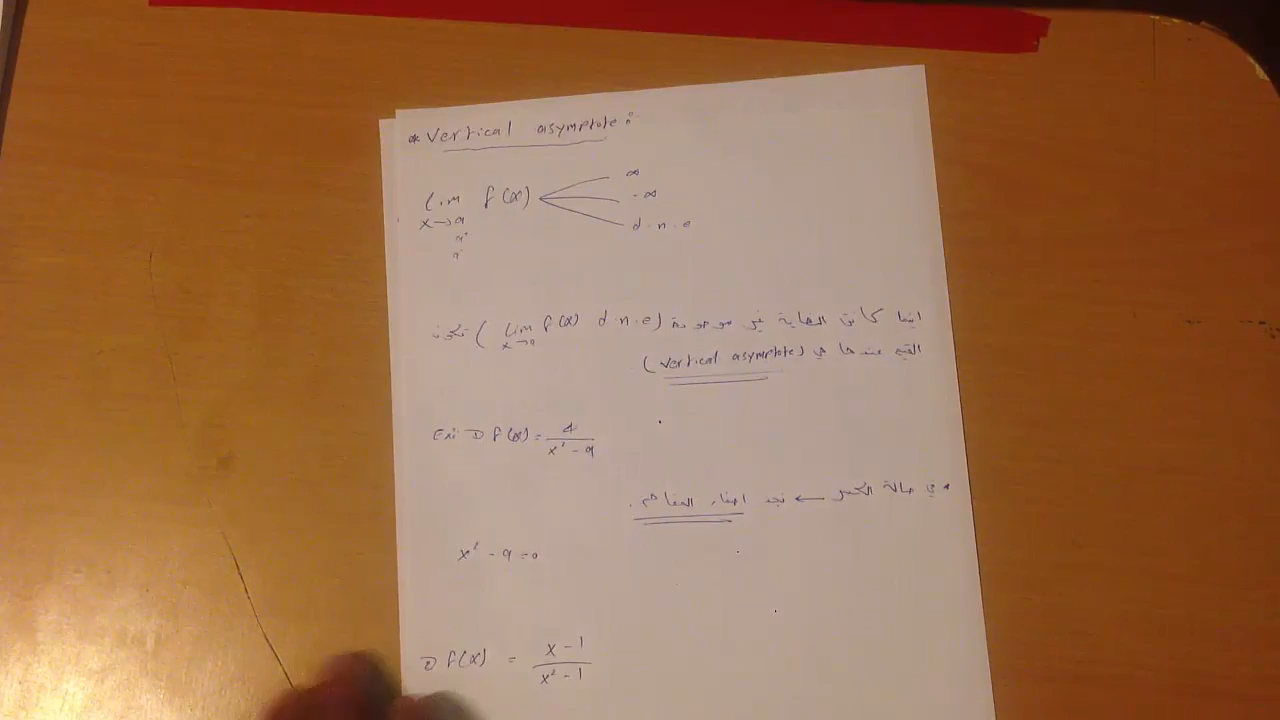 * Vertical asymptote :-
lim f(x) ∞
x→a -∞
a⁺ d.n.e
a⁻
اينما كانت النهاية غير موجودة (lim f(x) d.n.e) تكون
x→a
القيم عندها هي (vertical asymptote)
Ex: ① f(x) = 4 / x² - 9
* في حالة الكسر ← نجد اصفار المقام .
x² - 9 = 0
② f(x) = x - 1 / x² - 1